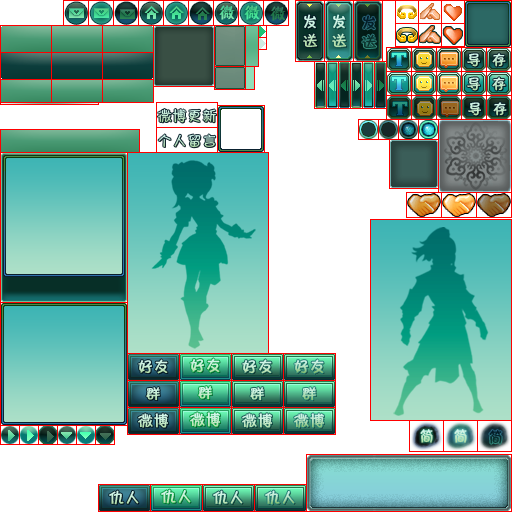 微 微 微
发送 发送 发送
T T 导 存
T T 导 存
T T 导 存
微博更新
个人留言
好友 好友 好友 好友
群 群 群 群
微博 微博 微博 微博
简 简 简
仇人 仇人 仇人 仇人